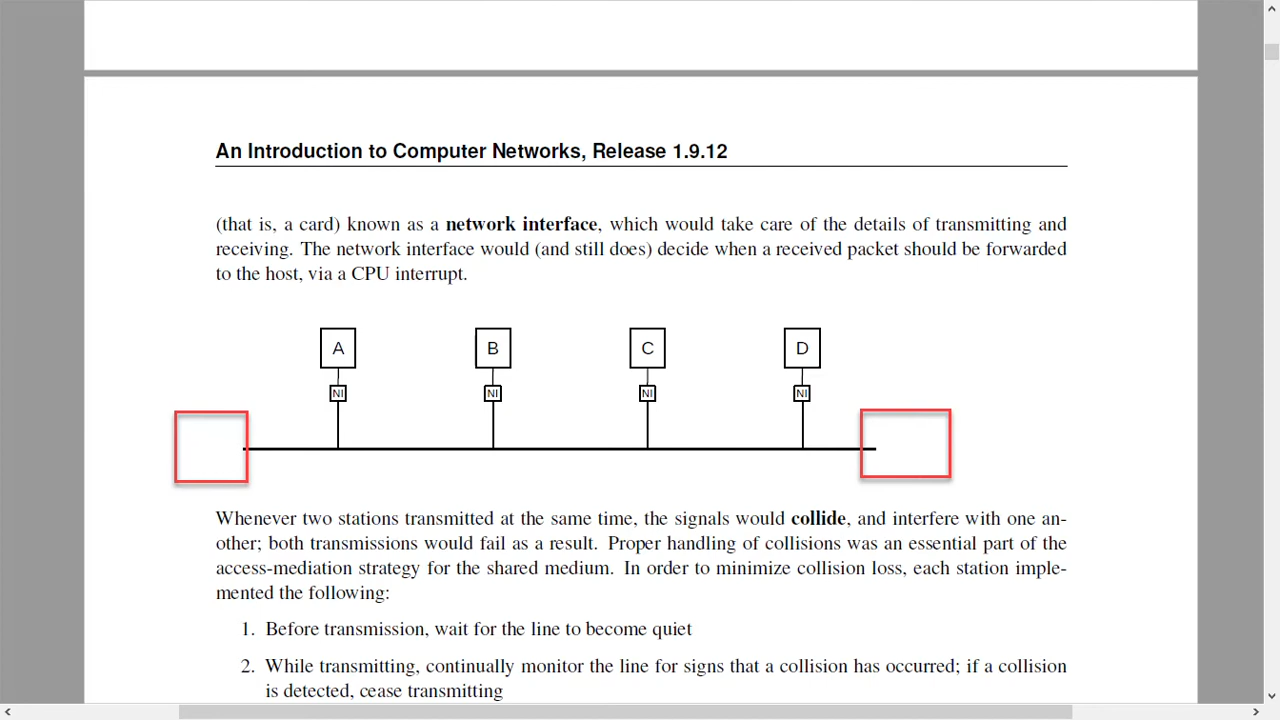 An Introduction to Computer Networks, Release 1.9.12
(that is, a card) known as a network interface, which would take care of the details of transmitting and
receiving. The network interface would (and still does) decide when a received packet should be forwarded
to the host, via a CPU interrupt.
A B C D
NI NI NI NI
Whenever two stations transmitted at the same time, the signals would collide, and interfere with one an-
other; both transmissions would fail as a result. Proper handling of collisions was an essential part of the
access-mediation strategy for the shared medium. In order to minimize collision loss, each station imple-
mented the following:
1. Before transmission, wait for the line to become quiet
2. While transmitting, continually monitor the line for signs that a collision has occurred; if a collision
is detected, cease transmitting